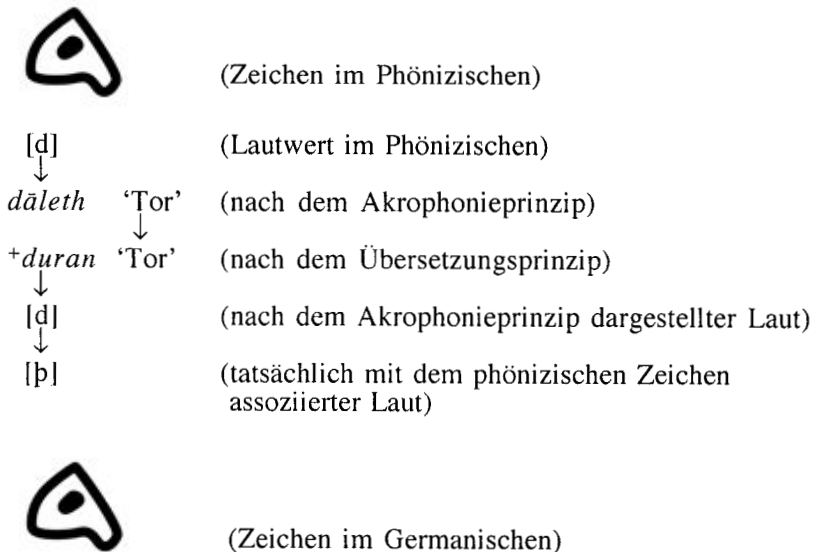 (Zeichen im Phönizischen)
[d] (Lautwert im Phönizischen)
↓
dāleth ‘Tor’ (nach dem Akrophonieprinzip)
↓
⁺duran ‘Tor’ (nach dem Übersetzungsprinzip)
↓
[d] (nach dem Akrophonieprinzip dargestellter Laut)
↓
[þ] (tatsächlich mit dem phönizischen Zeichen
assoziierter Laut)
(Zeichen im Germanischen)